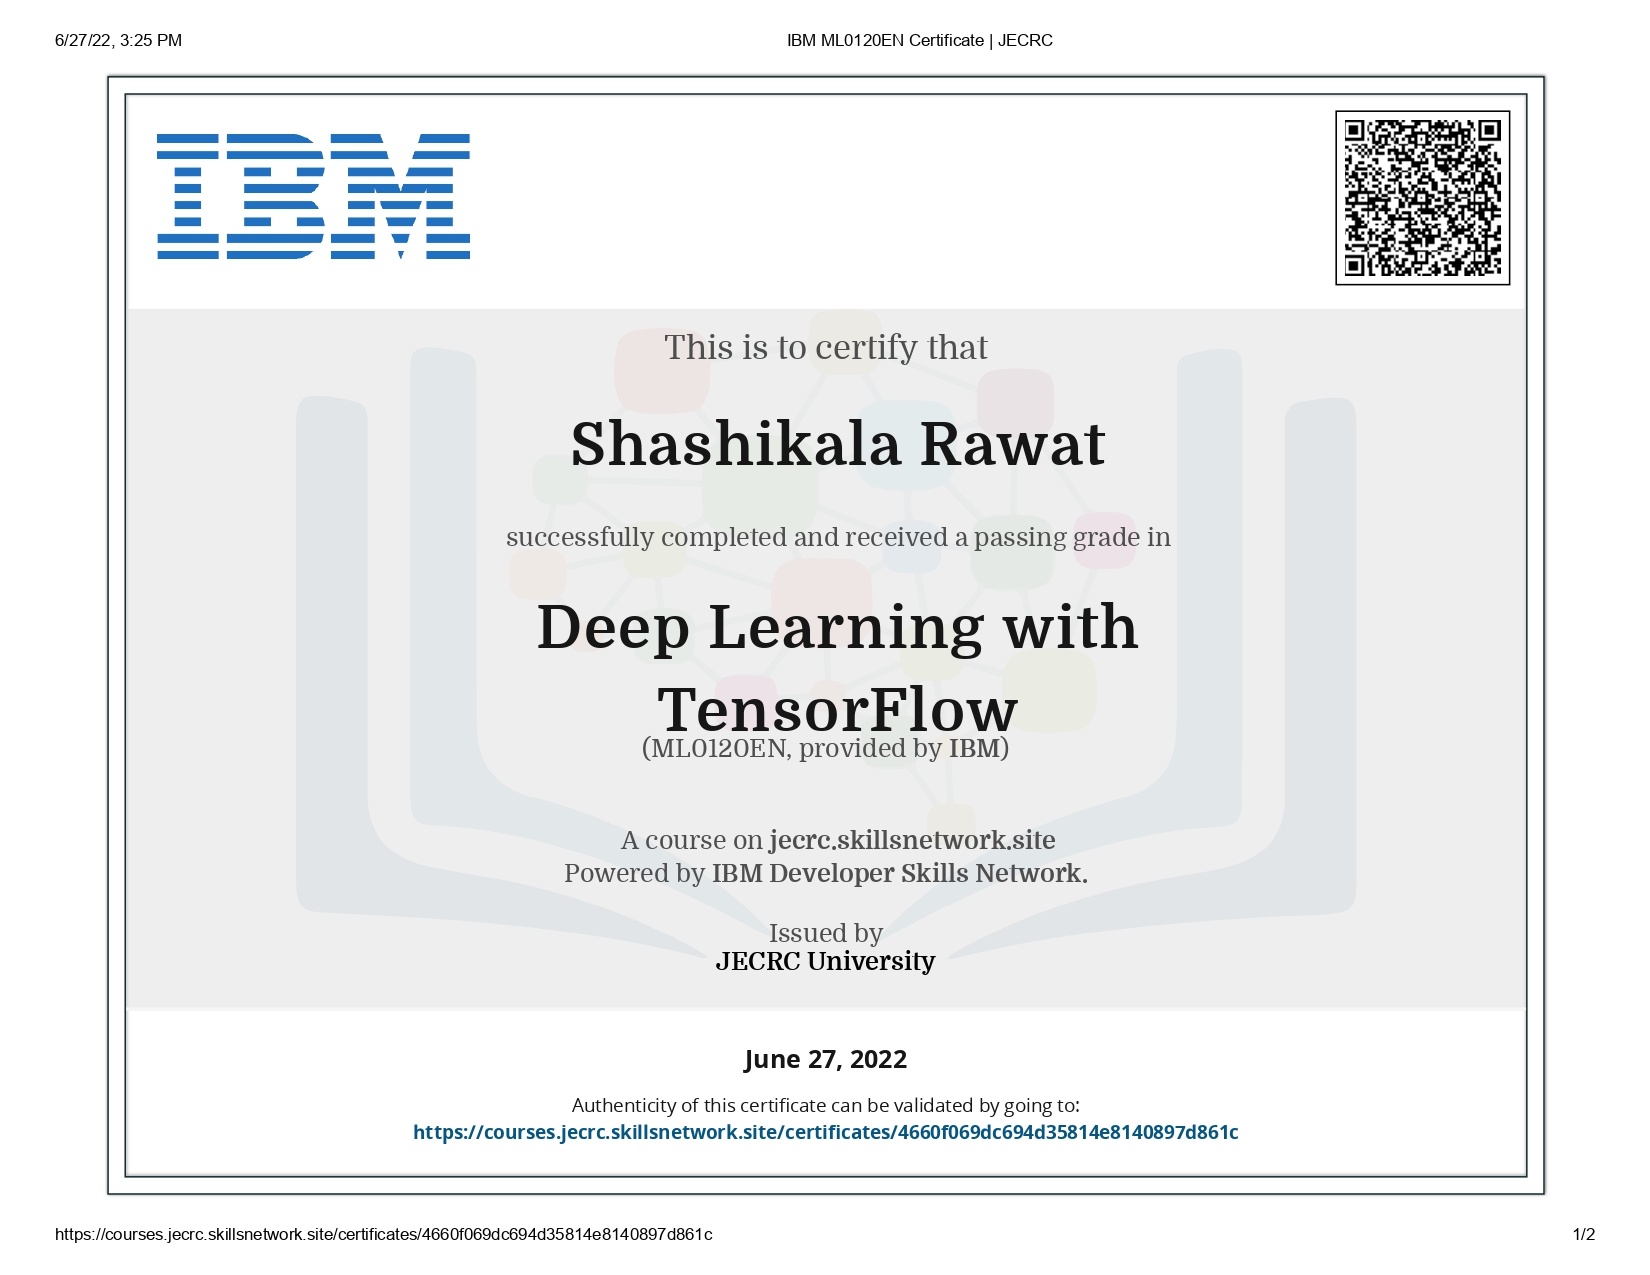 6/27/22, 3:25 PM
IBM ML0120EN Certificate | JECRC
IBM
This is to certify that
Shashikala Rawat
successfully completed and received a passing grade in
Deep Learning with
TensorFlow
(ML0120EN, provided by IBM)
A course on jecrc.skillsnetwork.site
Powered by IBM Developer Skills Network.
Issued by
JECRC University
June 27, 2022
Authenticity of this certificate can be validated by going to:
https://courses.jecrc.skillsnetwork.site/certificates/4660f069dc694d35814e8140897d861c
https://courses.jecrc.skillsnetwork.site/certificates/4660f069dc694d35814e8140897d861c
1/2